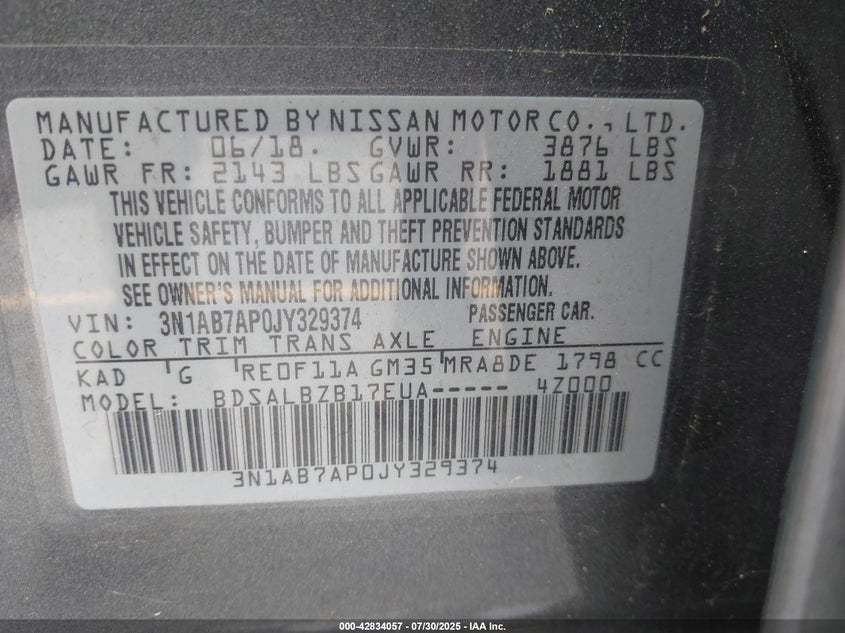 MANUFACTURED BY NISSAN MOTOR CO., LTD.
DATE: 06/18. GVWR: 3876 LBS
GAWR FR: 2143 LBS GAWR RR: 1881 LBS
THIS VEHICLE CONFORMS TO ALL APPLICABLE FEDERAL MOTOR
VEHICLE SAFETY, BUMPER AND THEFT PREVENTION STANDARDS
IN EFFECT ON THE DATE OF MANUFACTURE SHOWN ABOVE.
SEE OWNER'S MANUAL FOR ADDITIONAL INFORMATION.
VIN: 3N1AB7AP0JY329374 PASSENGER CAR.
COLOR TRIM TRANS AXLE ENGINE
KAD G RE0F11A GM35 MRA8DE 1798 CC
MODEL: BDSALBZB17EUA----- 4Z000
3N1AB7AP0JY329374
000-42834057 - 07/30/2025 - IAA Inc.